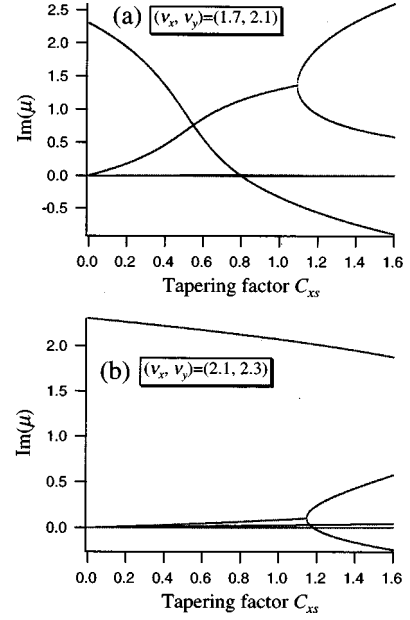 2.5
(a) (νx, νy)=(1.7, 2.1)
2.0
1.5
1.0
0.5
0.0
-0.5
Im(μ)
0.0 0.2 0.4 0.6 0.8 1.0 1.2 1.4 1.6
Tapering factor Cxs
2.0
(b) (νx, νy)=(2.1, 2.3)
1.5
1.0
0.5
0.0
Im(μ)
0.0 0.2 0.4 0.6 0.8 1.0 1.2 1.4 1.6
Tapering factor Cxs